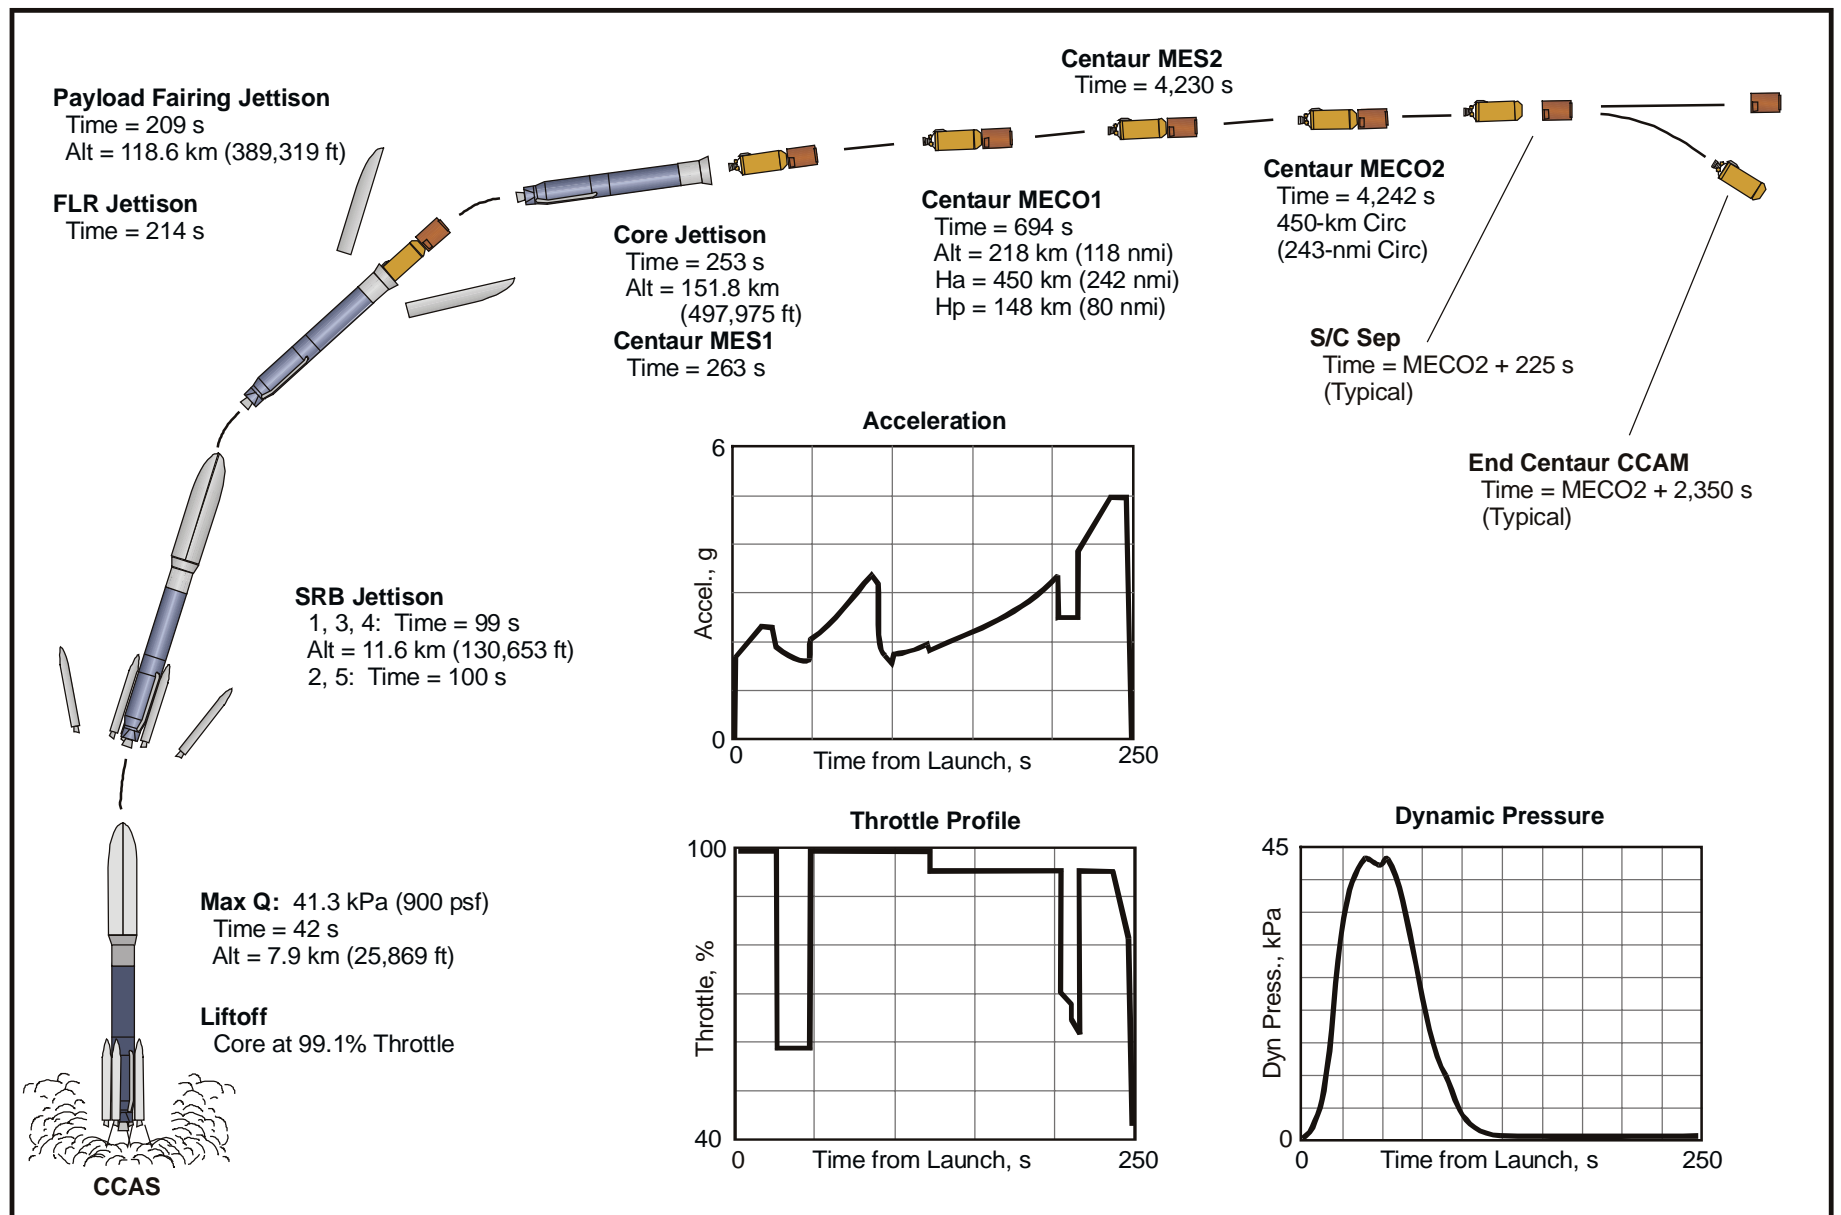 Payload Fairing Jettison
Time = 209 s
Alt = 118.6 km (389,319 ft)
FLR Jettison
Time = 214 s
Core Jettison
Time = 253 s
Alt = 151.8 km
(497,975 ft)
Centaur MES1
Time = 263 s
Centaur MECO1
Time = 694 s
Alt = 218 km (118 nmi)
Ha = 450 km (242 nmi)
Hp = 148 km (80 nmi)
Centaur MES2
Time = 4,230 s
Centaur MECO2
Time = 4,242 s
450-km Circ
(243-nmi Circ)
S/C Sep
Time = MECO2 + 225 s
(Typical)
End Centaur CCAM
Time = MECO2 + 2,350 s
(Typical)
SRB Jettison
1, 3, 4: Time = 99 s
Alt = 11.6 km (130,653 ft)
2, 5: Time = 100 s
Max Q: 41.3 kPa (900 psf)
Time = 42 s
Alt = 7.9 km (25,869 ft)
Liftoff
Core at 99.1% Throttle
CCAS
Acceleration
6
Accel., g
0
0
250
Time from Launch, s
Throttle Profile
100
Throttle, %
40
0
Time from Launch, s
250
Dynamic Pressure
45
Dyn Press., kPa
0
0
Time from Launch, s
250